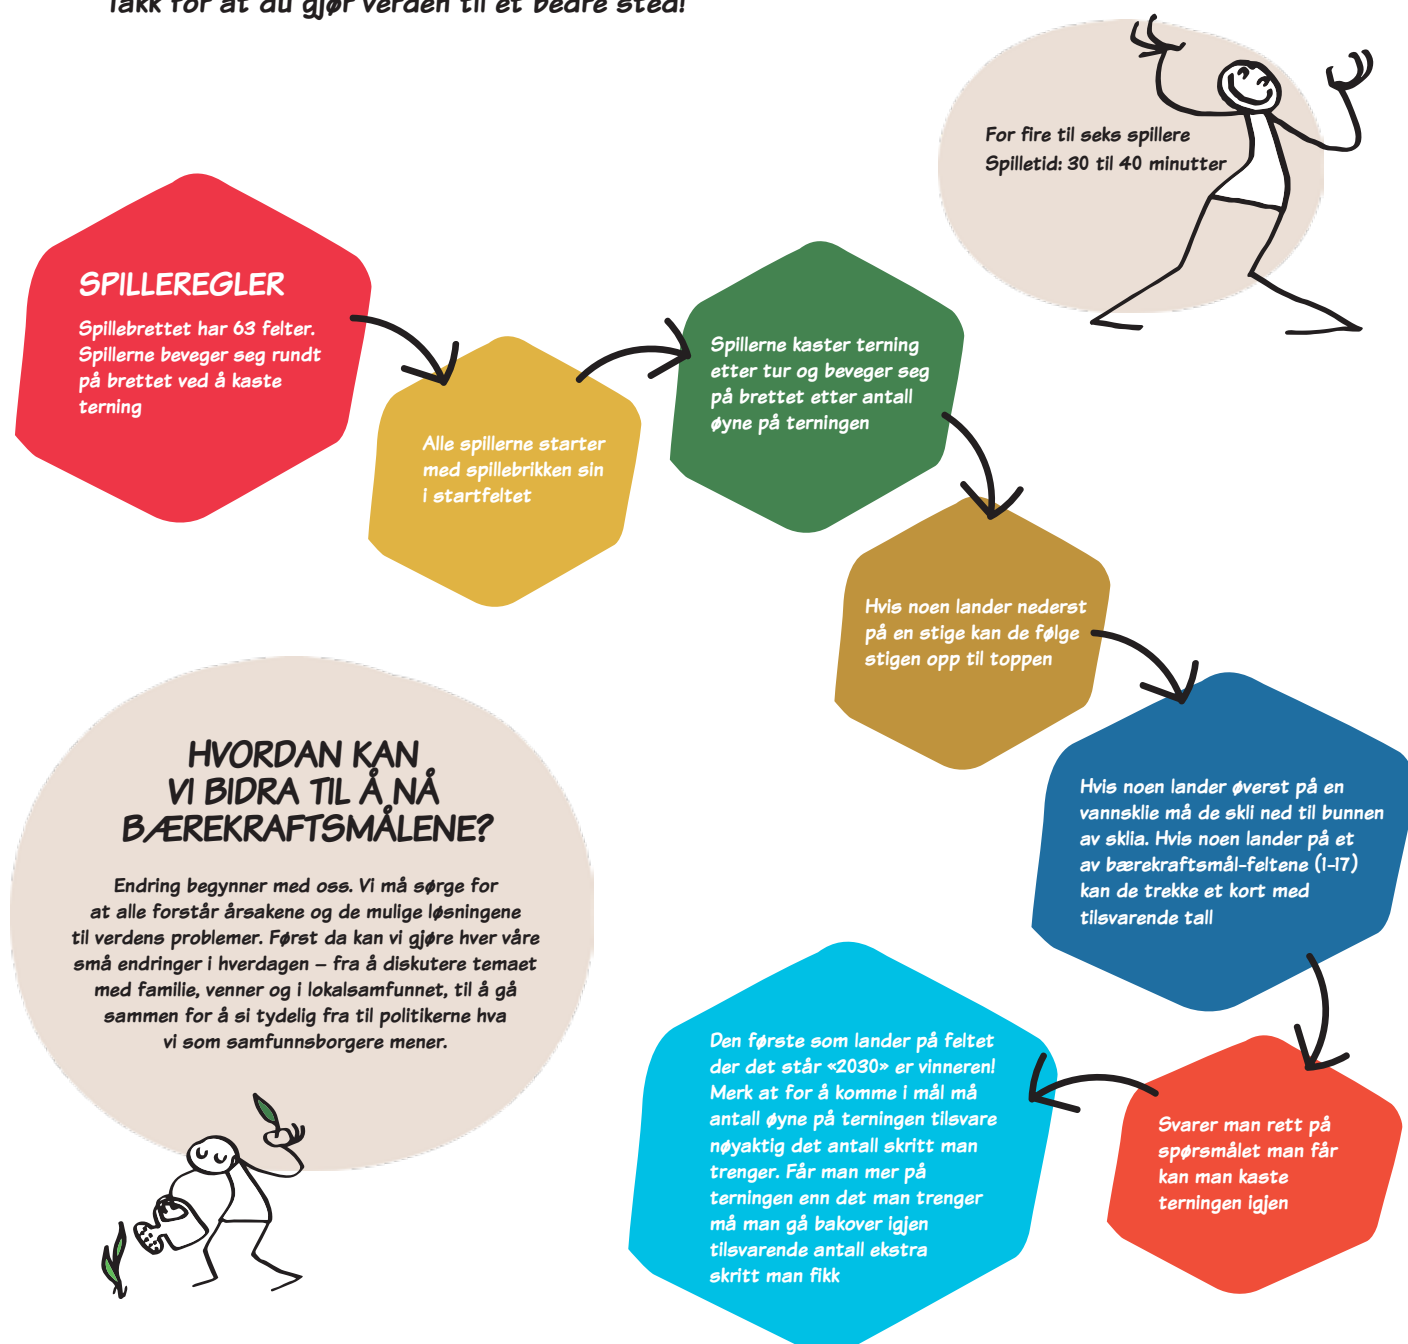 Takk for at du gjør verden til et bedre sted!
For fire til seks spillere
Spilletid: 30 til 40 minutter
SPILLEREGLER
Spillebrettet har 63 felter.
Spillerne beveger seg rundt
på brettet ved å kaste
terning
Alle spillerne starter
med spillebrikken sin
i startfeltet
Spillerne kaster terning
etter tur og beveger seg
på brettet etter antall
øyne på terningen
Hvis noen lander nederst
på en stige kan de følge
stigen opp til toppen
Hvis noen lander øverst på en
vannsklie må de skli ned til bunnen
av sklia. Hvis noen lander på et
av bærekraftsmål-feltene (1-17)
kan de trekke et kort med
tilsvarende tall
Svarer man rett på
spørsmålet man får
kan man kaste
terningen igjen
Den første som lander på feltet
der det står «2030» er vinneren!
Merk at for å komme i mål må
antall øyne på terningen tilsvare
nøyaktig det antall skritt man
trenger. Får man mer på
terningen enn det man trenger
må man gå bakover igjen
tilsvarende antall ekstra
skritt man fikk
HVORDAN KAN
VI BIDRA TIL Å NÅ
BÆREKRAFTSMÅLENE?
Endring begynner med oss. Vi må sørge for
at alle forstår årsakene og de mulige løsningene
til verdens problemer. Først da kan vi gjøre hver våre
små endringer i hverdagen – fra å diskutere temaet
med familie, venner og i lokalsamfunnet, til å gå
sammen for å si tydelig fra til politikerne hva
vi som samfunnsborgere mener.